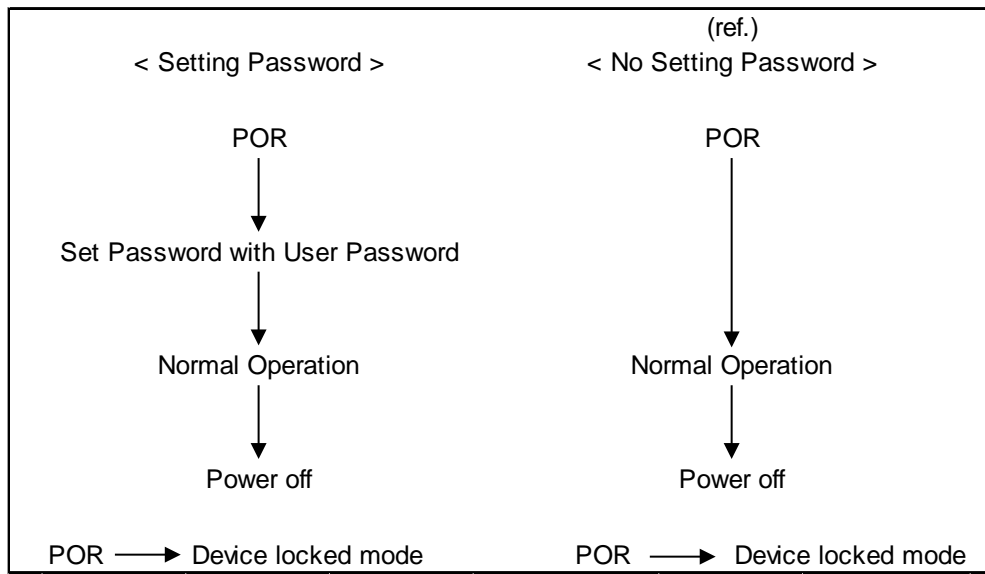 (ref.)
< Setting Password > < No Setting Password >
POR POR
Set Password with User Password
Normal Operation Normal Operation
Power off Power off
POR Device locked mode POR Device locked mode